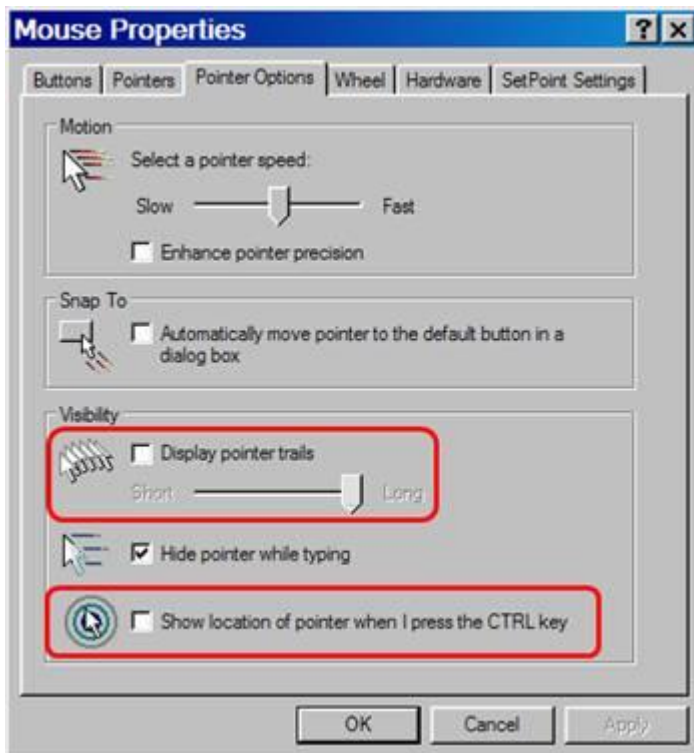 Mouse Properties
Buttons Pointers Pointer Options Wheel Hardware SetPoint Settings
Motion
Select a pointer speed:
Slow Fast
Enhance pointer precision
Snap To
Automatically move pointer to the default button in a
dialog box
Visibility
Display pointer trails
Short Long
Hide pointer while typing
Show location of pointer when I press the CTRL key
OK Cancel Apply